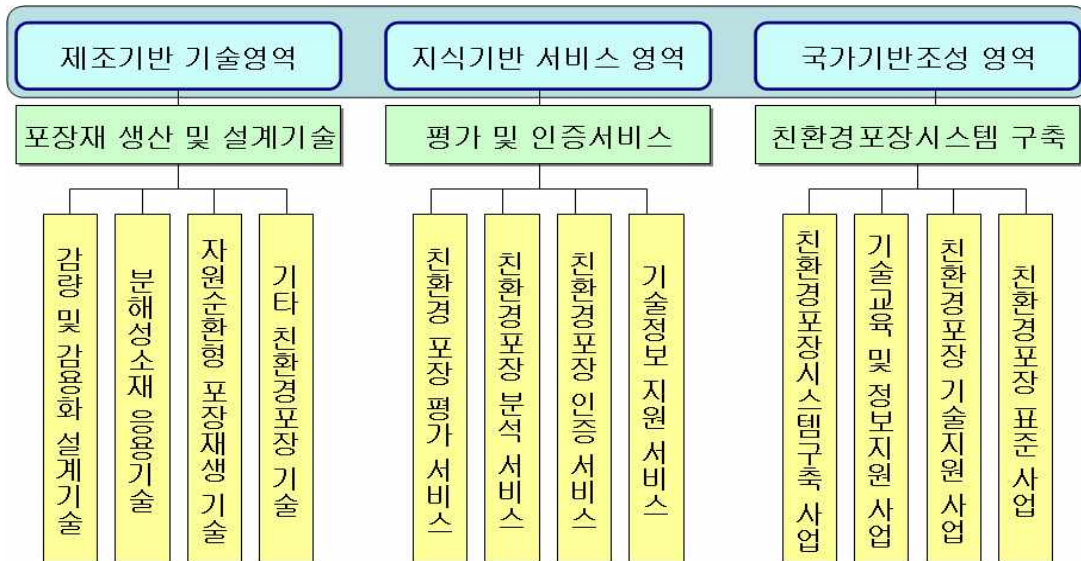 제조기반 기술영역
지식기반 서비스 영역
국가기반조성 영역
포장재 생산 및 설계기술
평가 및 인증서비스
친환경포장시스템 구축
감량 및 감용화 설계기술
분해성소재 응용기술
자원순환형 포장재생 기술
기타 친환경포장 기술
친환경 포장 평가 서비스
친환경포장 분석 서비스
친환경포장 인증 서비스
기술정보 지원 서비스
친환경포장시스템구축 사업
기술교육 및 정보지원 사업
친환경포장 기술지원 사업
친환경포장 표준 사업